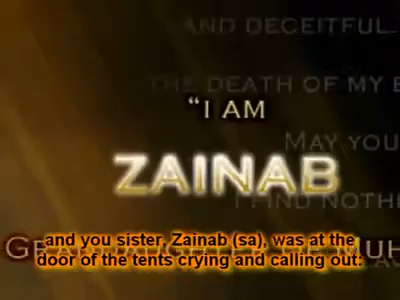 AND DECEITFUL.
THE DEATH OF MY
"I AM
MAY YOU
ZAINAB
I FIND NOTHE
and you sister, Zainab (sa), was at the
door of the tents crying and calling out: